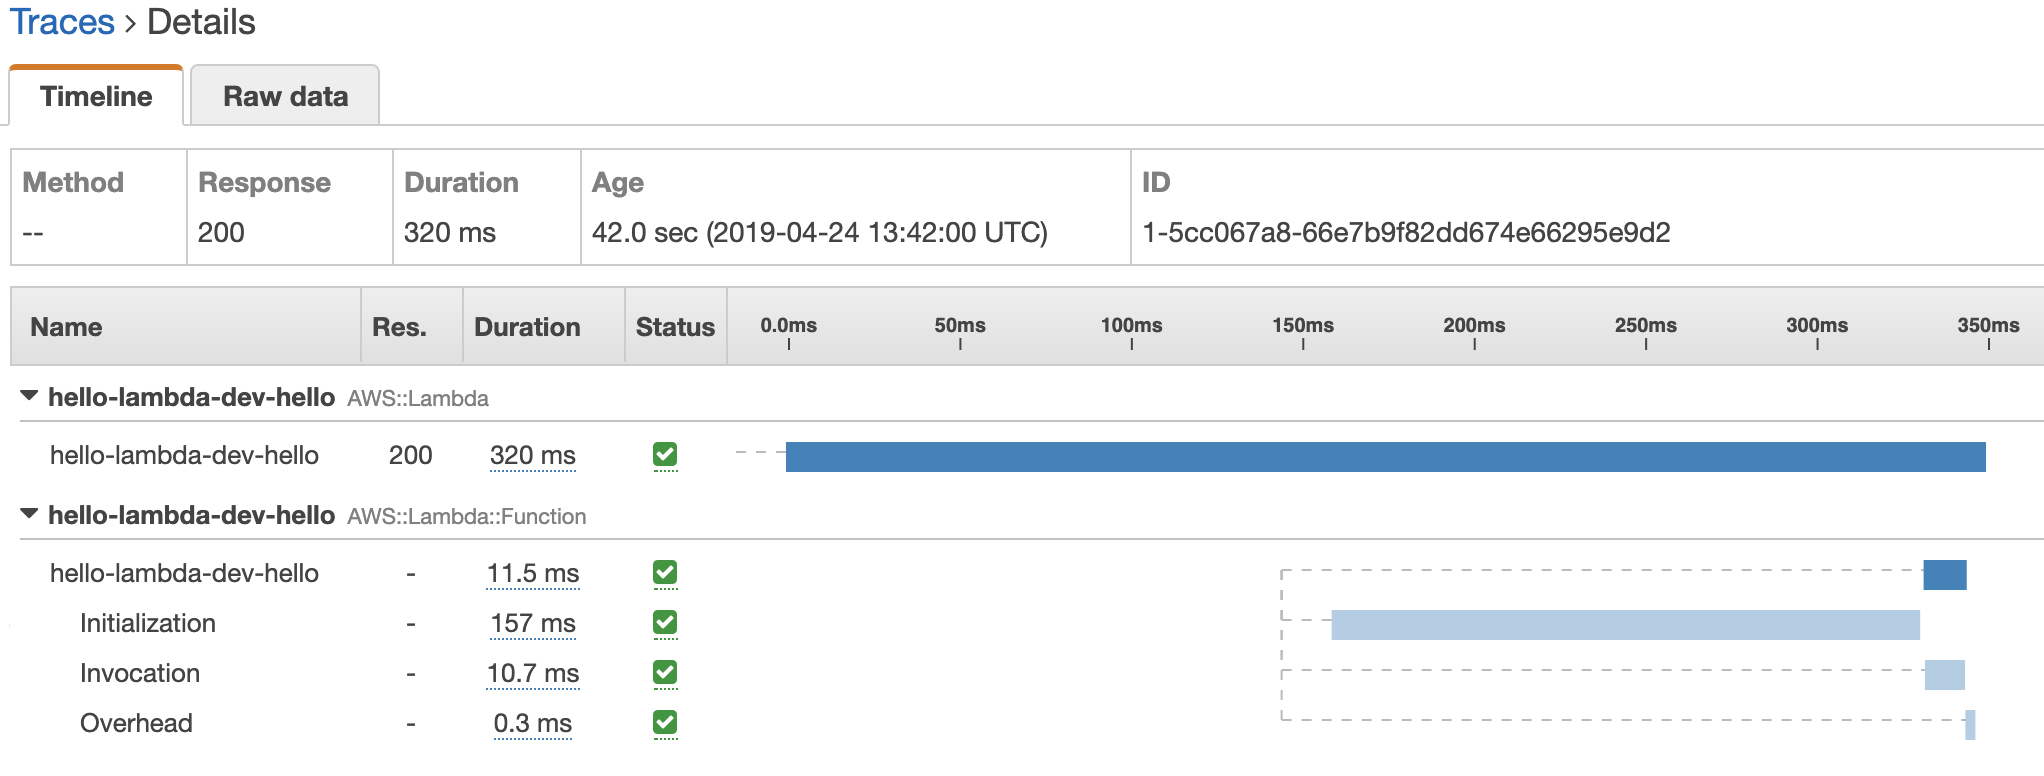 Traces > Details
Timeline Raw data
Method Response Duration Age ID
-- 200 320 ms 42.0 sec (2019-04-24 13:42:00 UTC) 1-5cc067a8-66e7b9f82dd674e66295e9d2
Name Res. Duration Status 0.0ms 50ms 100ms 150ms 200ms 250ms 300ms 350ms
hello-lambda-dev-hello AWS::Lambda
hello-lambda-dev-hello 200 320 ms
hello-lambda-dev-hello AWS::Lambda::Function
hello-lambda-dev-hello - 11.5 ms
Initialization - 157 ms
Invocation - 10.7 ms
Overhead - 0.3 ms